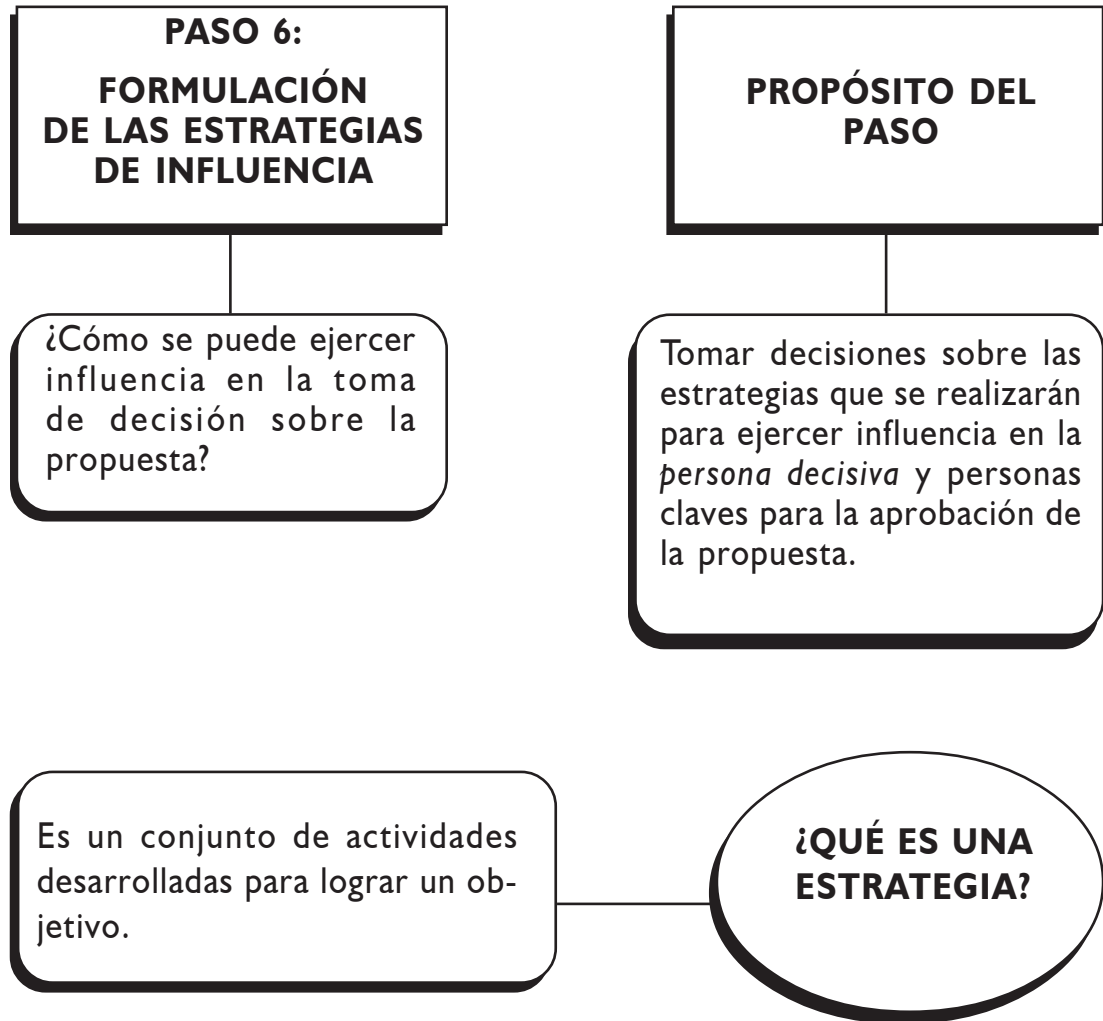 PASO 6:
FORMULACIÓN
DE LAS ESTRATEGIAS
DE INFLUENCIA
¿Cómo se puede ejercer
influencia en la toma
de decisión sobre la
propuesta?
PROPÓSITO DEL
PASO
Tomar decisiones sobre las
estrategias que se realizarán
para ejercer influencia en la
persona decisiva y personas
claves para la aprobación de
la propuesta.
Es un conjunto de actividades
desarrolladas para lograr un ob-
jetivo.
¿QUÉ ES UNA
ESTRATEGIA?